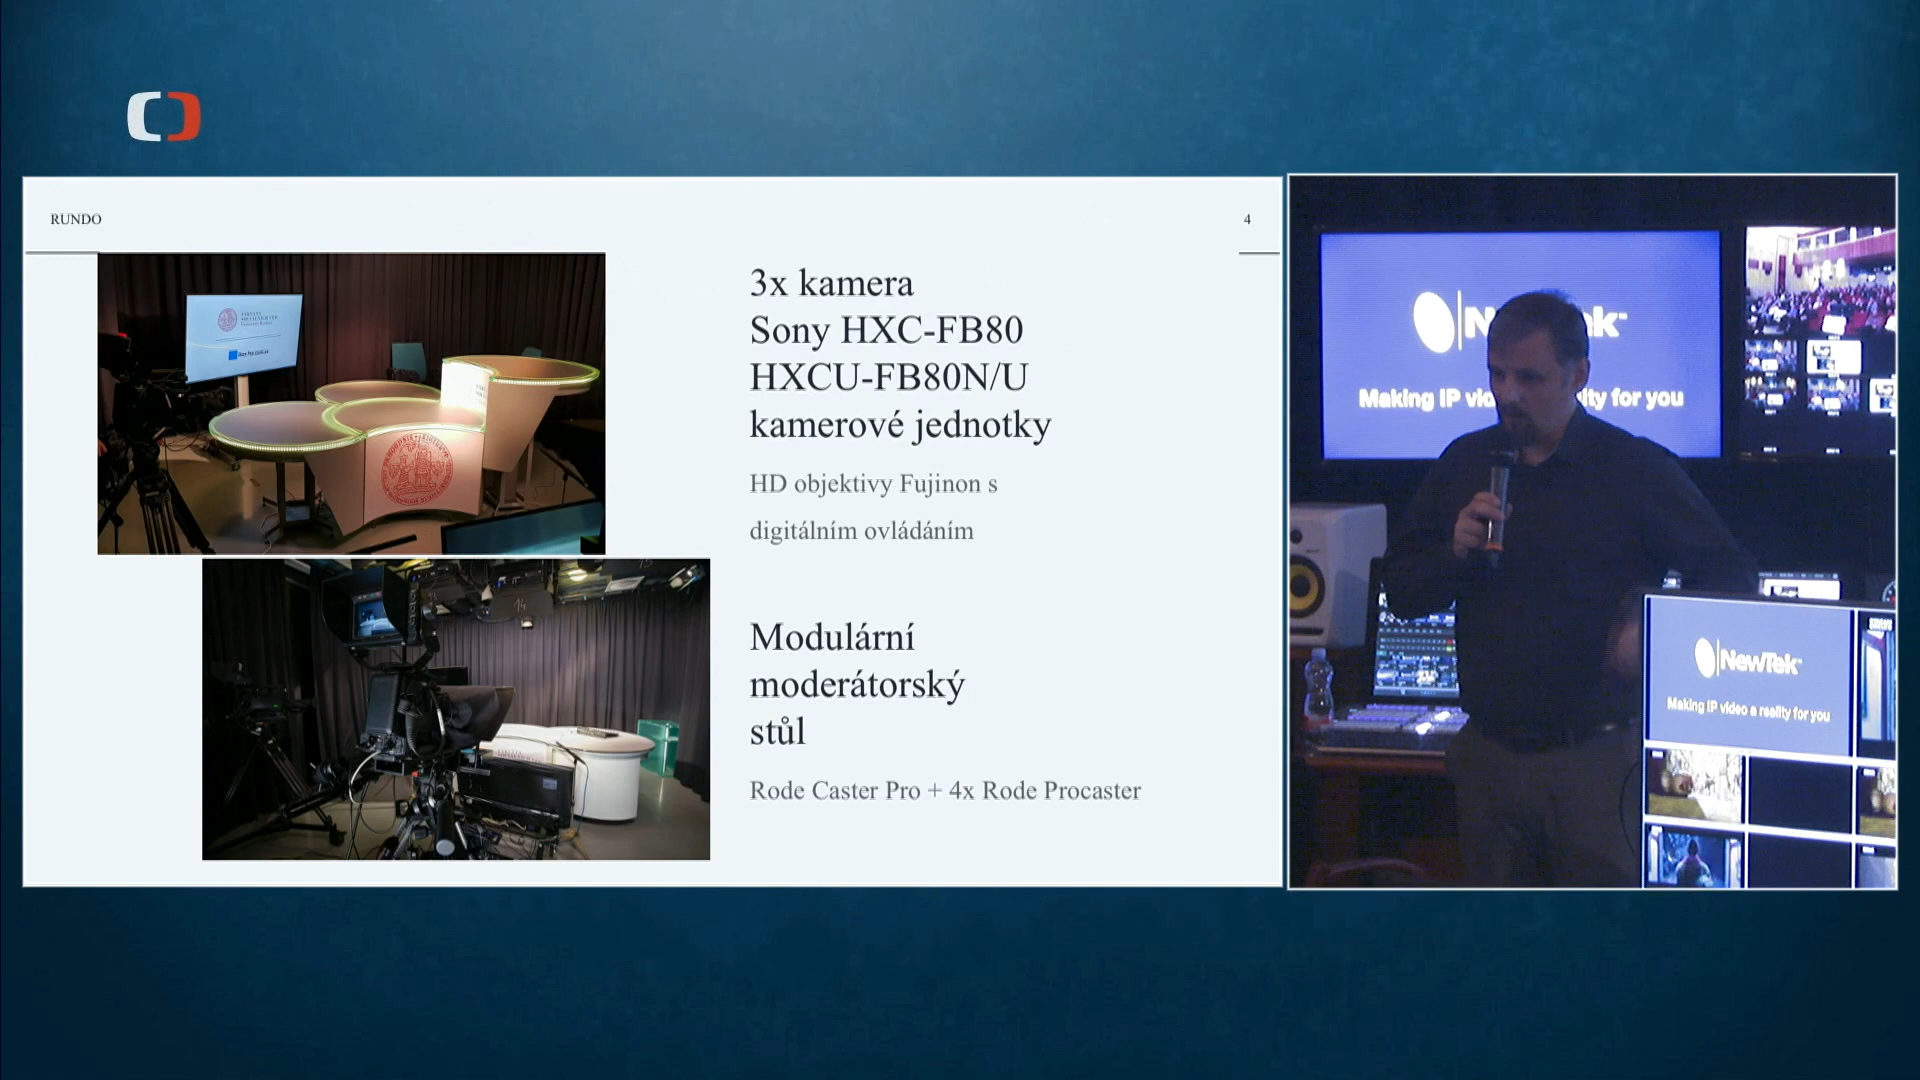 RUNDO
4
3x kamera
Sony HXC-FB80
HXCU-FB80N/U
kamerové jednotky
HD objektivy Fujinon s
digitálním ovládáním
Modulární
moderátorský
stůl
Rode Caster Pro + 4x Rode Procaster
14
N k
Making IP vid ity for you
NewTek
Making IP video a reality for you